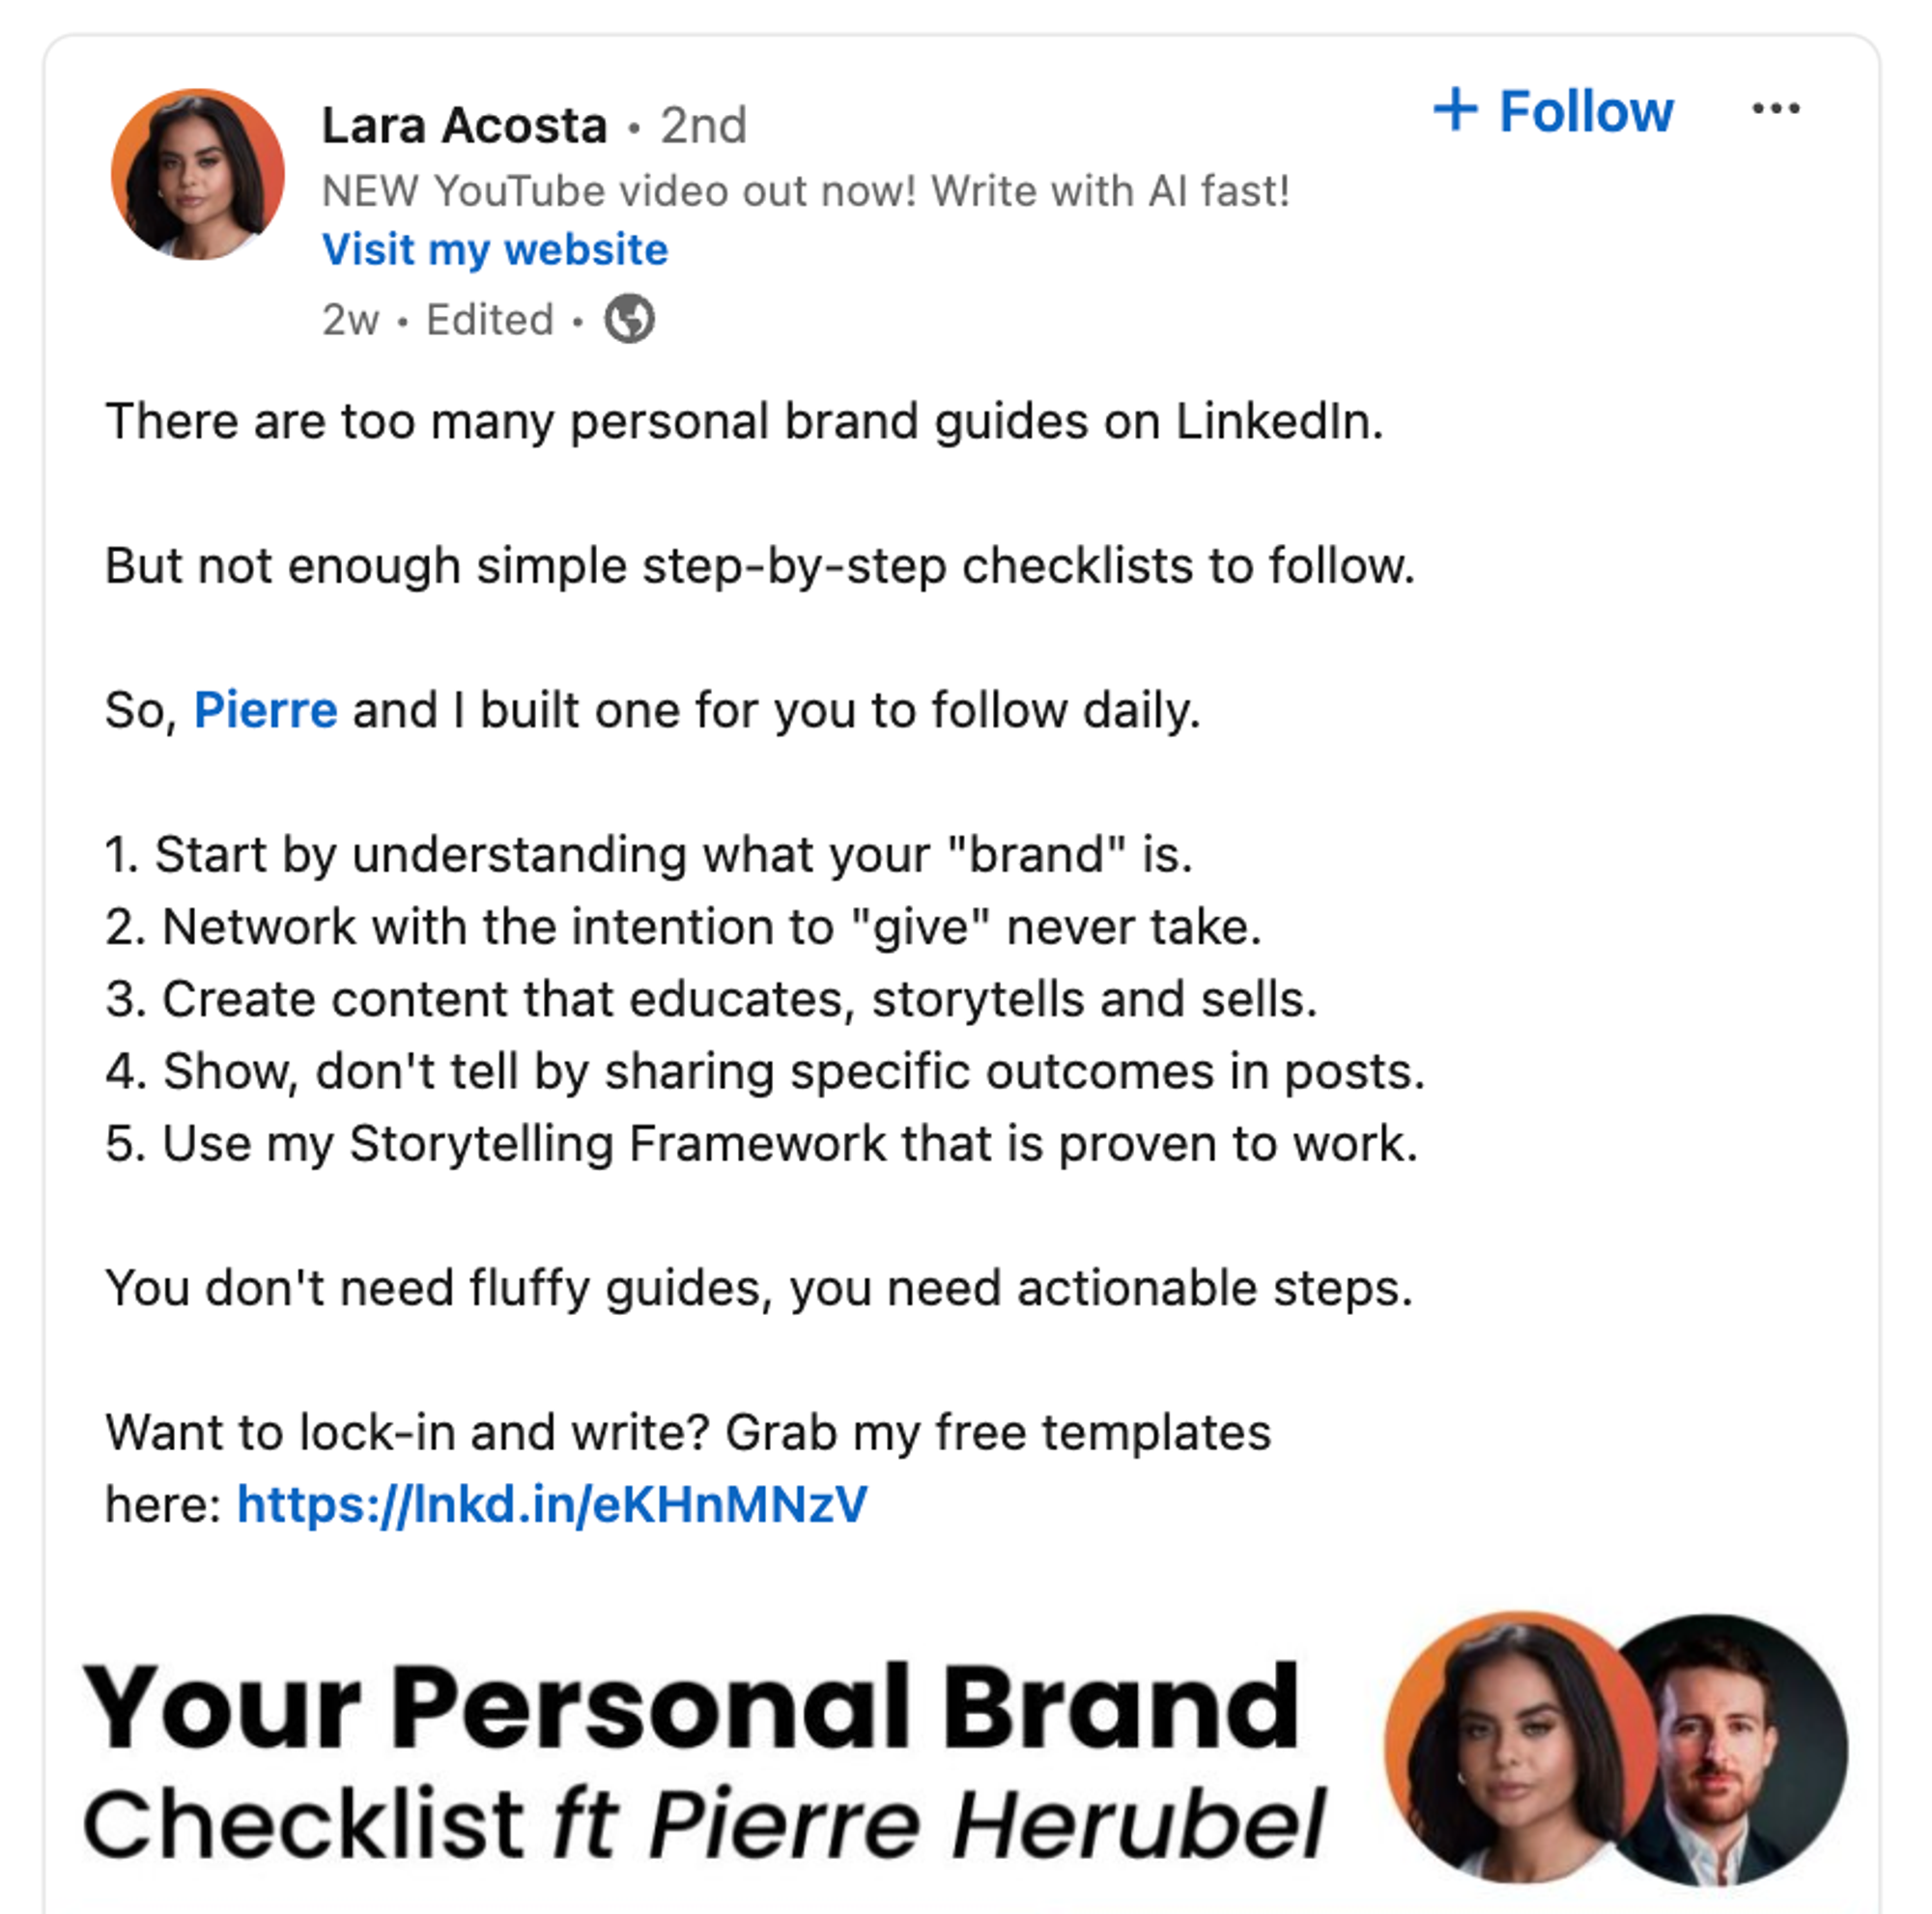 Lara Acosta • 2nd
+ Follow
NEW YouTube video out now! Write with AI fast!
Visit my website
2w • Edited •
There are too many personal brand guides on LinkedIn.
But not enough simple step-by-step checklists to follow.
So, Pierre and I built one for you to follow daily.
1. Start by understanding what your "brand" is.
2. Network with the intention to "give" never take.
3. Create content that educates, storytells and sells.
4. Show, don't tell by sharing specific outcomes in posts.
5. Use my Storytelling Framework that is proven to work.
You don't need fluffy guides, you need actionable steps.
Want to lock-in and write? Grab my free templates
here: https://lnkd.in/eKHnMNzV
Your Personal Brand
Checklist ft Pierre Herubel